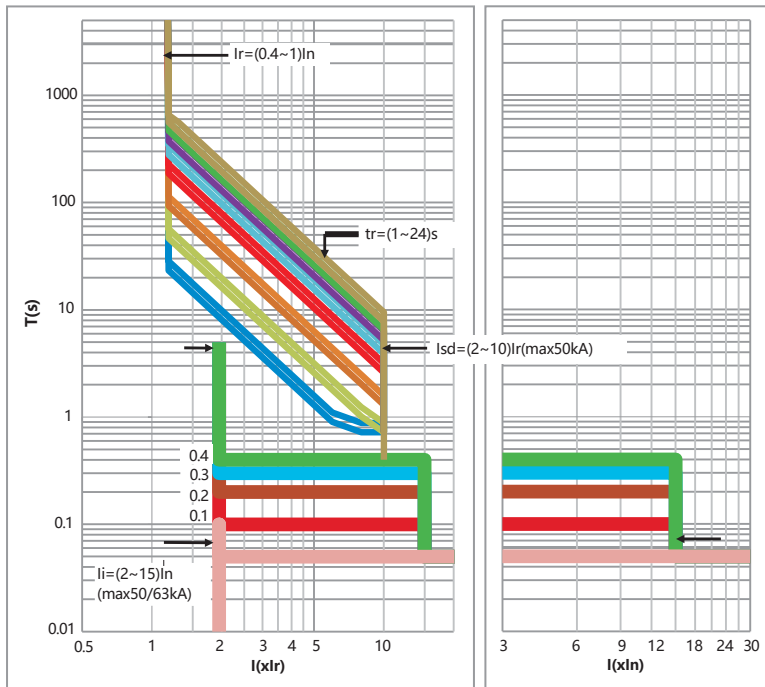 Ir=(0.4~1)In
1000
100
tr=(1~24)s
T(s)
10
Isd=(2~10)Ir(max50kA)
1
0.4
0.3
0.2
0.1
0.1
Ii=(2~15)In
(max50/63kA)
0.01
0.5 1 2 3 4 5 10
I(xIr)
3 6 9 12 18 24 30
I(xIn)